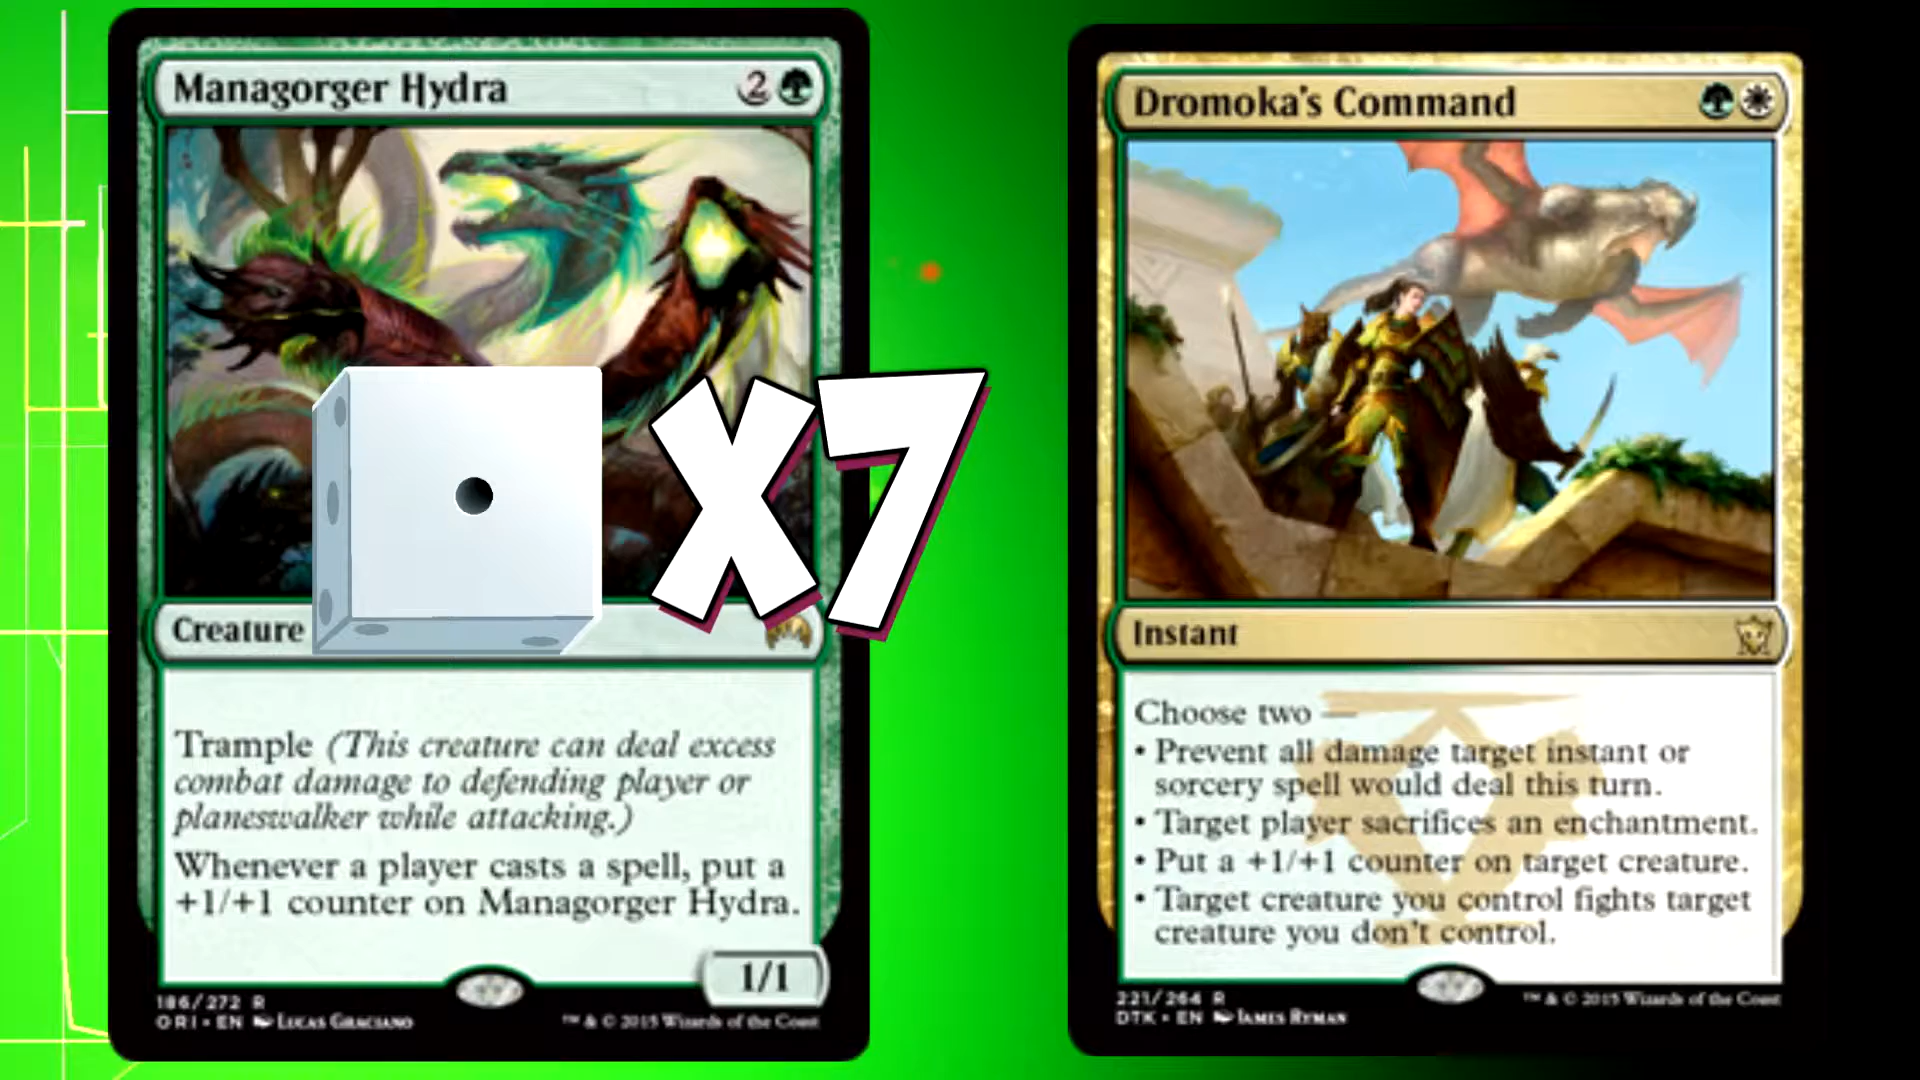 Managorger Hydra 2
Creature
Trample (This creature can deal excess
combat damage to defending player or
planeswalker while attacking.)
Whenever a player casts a spell, put a
+1/+1 counter on Managorger Hydra.
1/1
186/272 R
ORI • EN Lucas Graciano
™ & © 2015 Wizards of the Coast
X7
Dromoka's Command
Instant
Choose two —
• Prevent all damage target instant or
sorcery spell would deal this turn.
• Target player sacrifices an enchantment.
• Put a +1/+1 counter on target creature.
• Target creature you control fights target
creature you don't control.
221/264 R
DTK • EN James Ryman
™ & © 2015 Wizards of the Coast